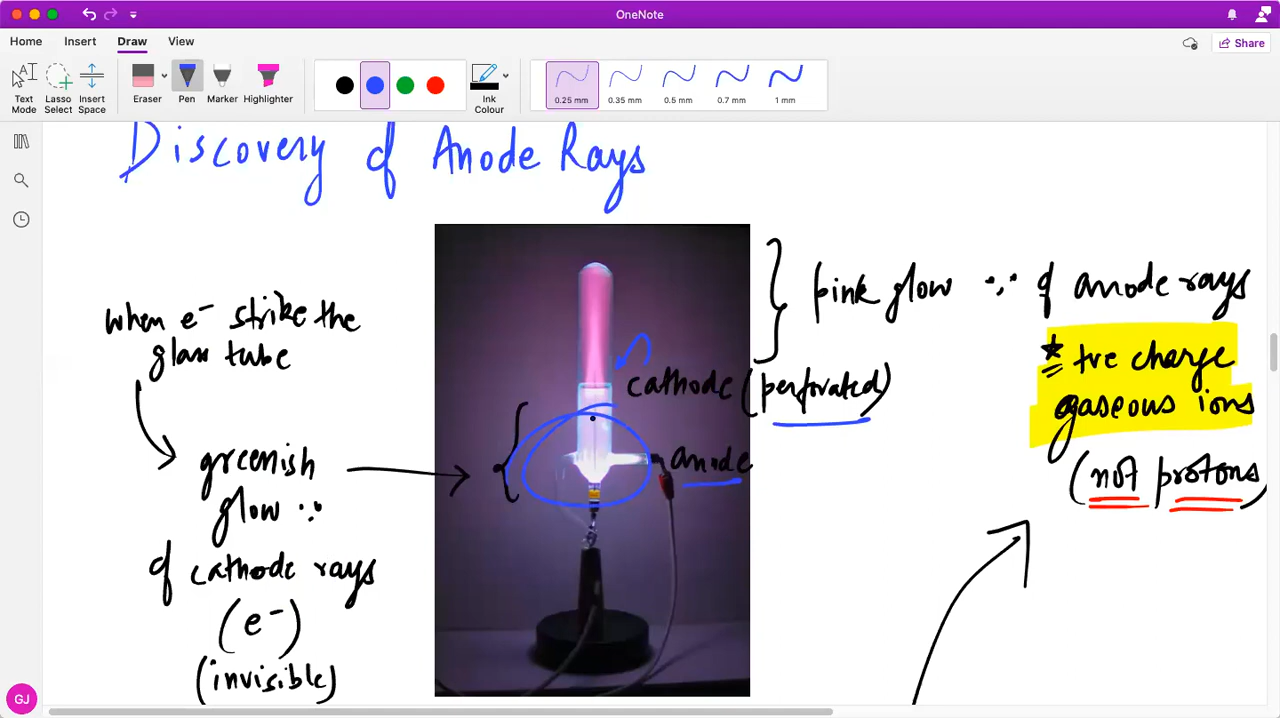 OneNote
Home Insert Draw View
Share
Text Mode
Lasso Select
Insert Space
Eraser
Pen
Marker
Highlighter
Ink Colour
0.25 mm
0.35 mm
0.5 mm
0.7 mm
1 mm
Discovery of Anode Rays
when e⁻ strike the
glass tube
greenish
glow ∵
of cathode rays
(e⁻)
(invisible)
cathode (perforated)
anode
pink glow ∵ of anode rays
★ +ve charge
gaseous ions
(not protons)
GJ